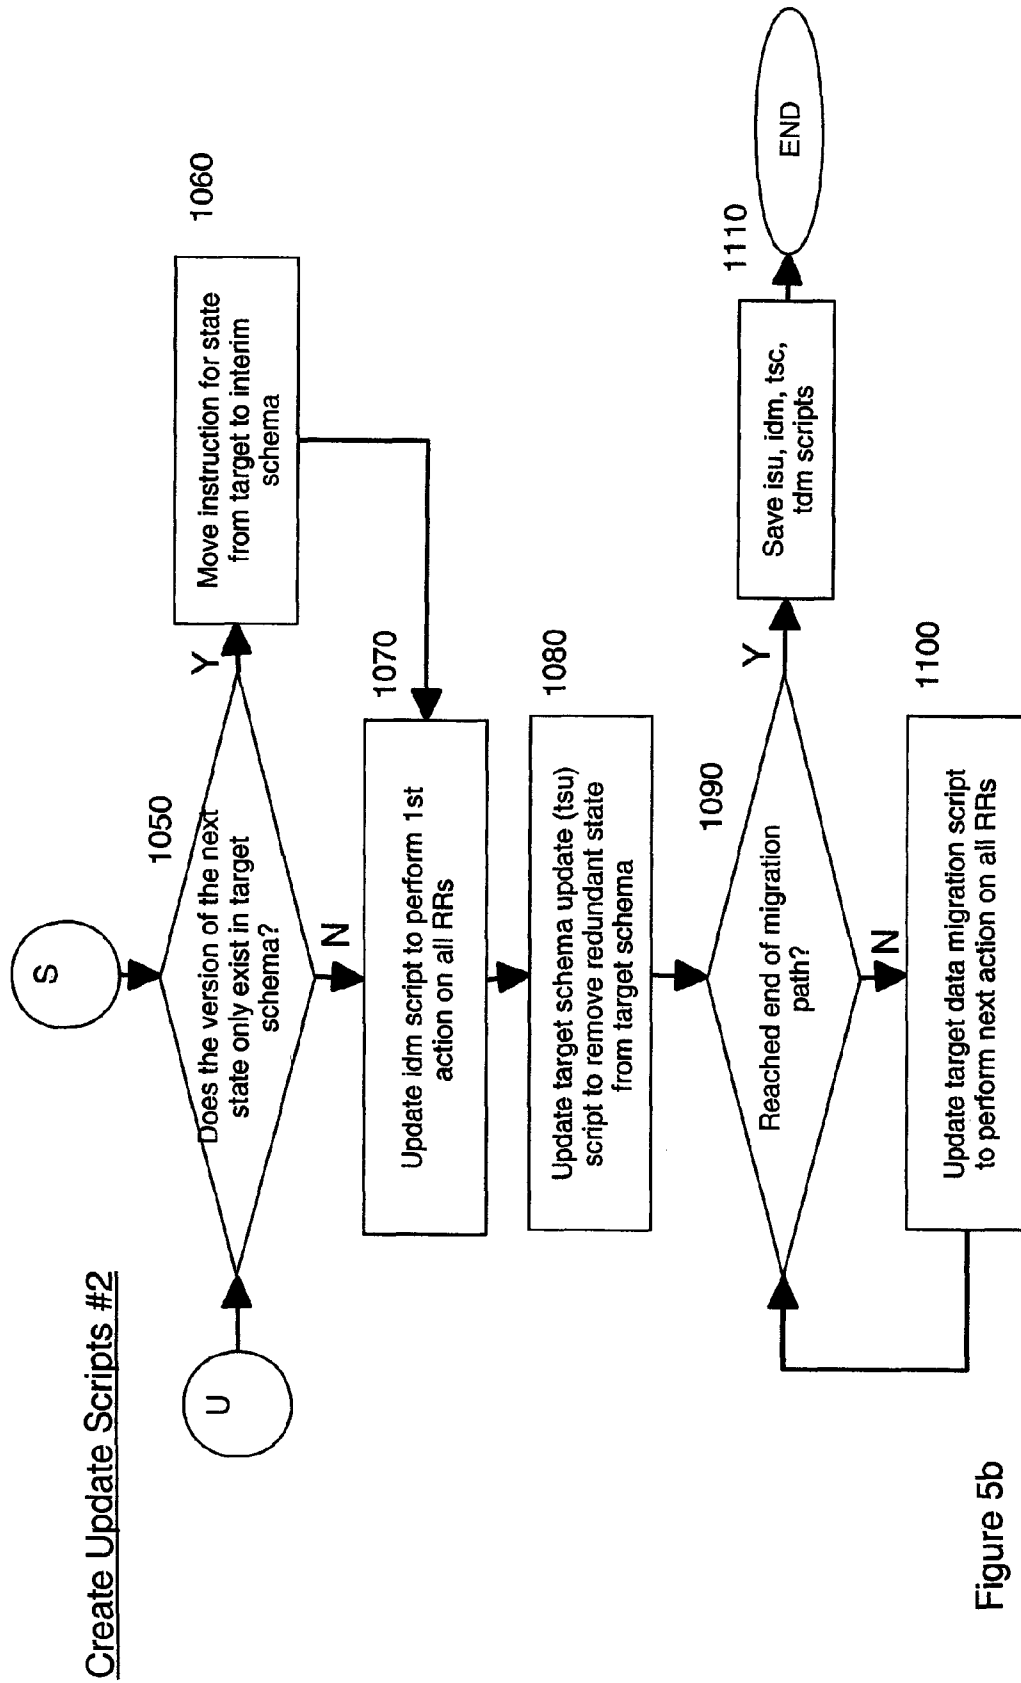 Create Update Scripts #2
S
U
1050
Does the version of the next
state only exist in target
schema?
Y
1060
Move instruction for state
from target to interim
schema
N
1070
Update idm script to perform 1st
action on all RRs
1080
Update target schema update (tsu)
script to remove redundant state
from target schema
1090
Reached end of migration
path?
Y
1110
Save isu, idm, tsc,
tdm scripts
END
N
1100
Update target data migration script
to perform next action on all RRs
Figure 5b